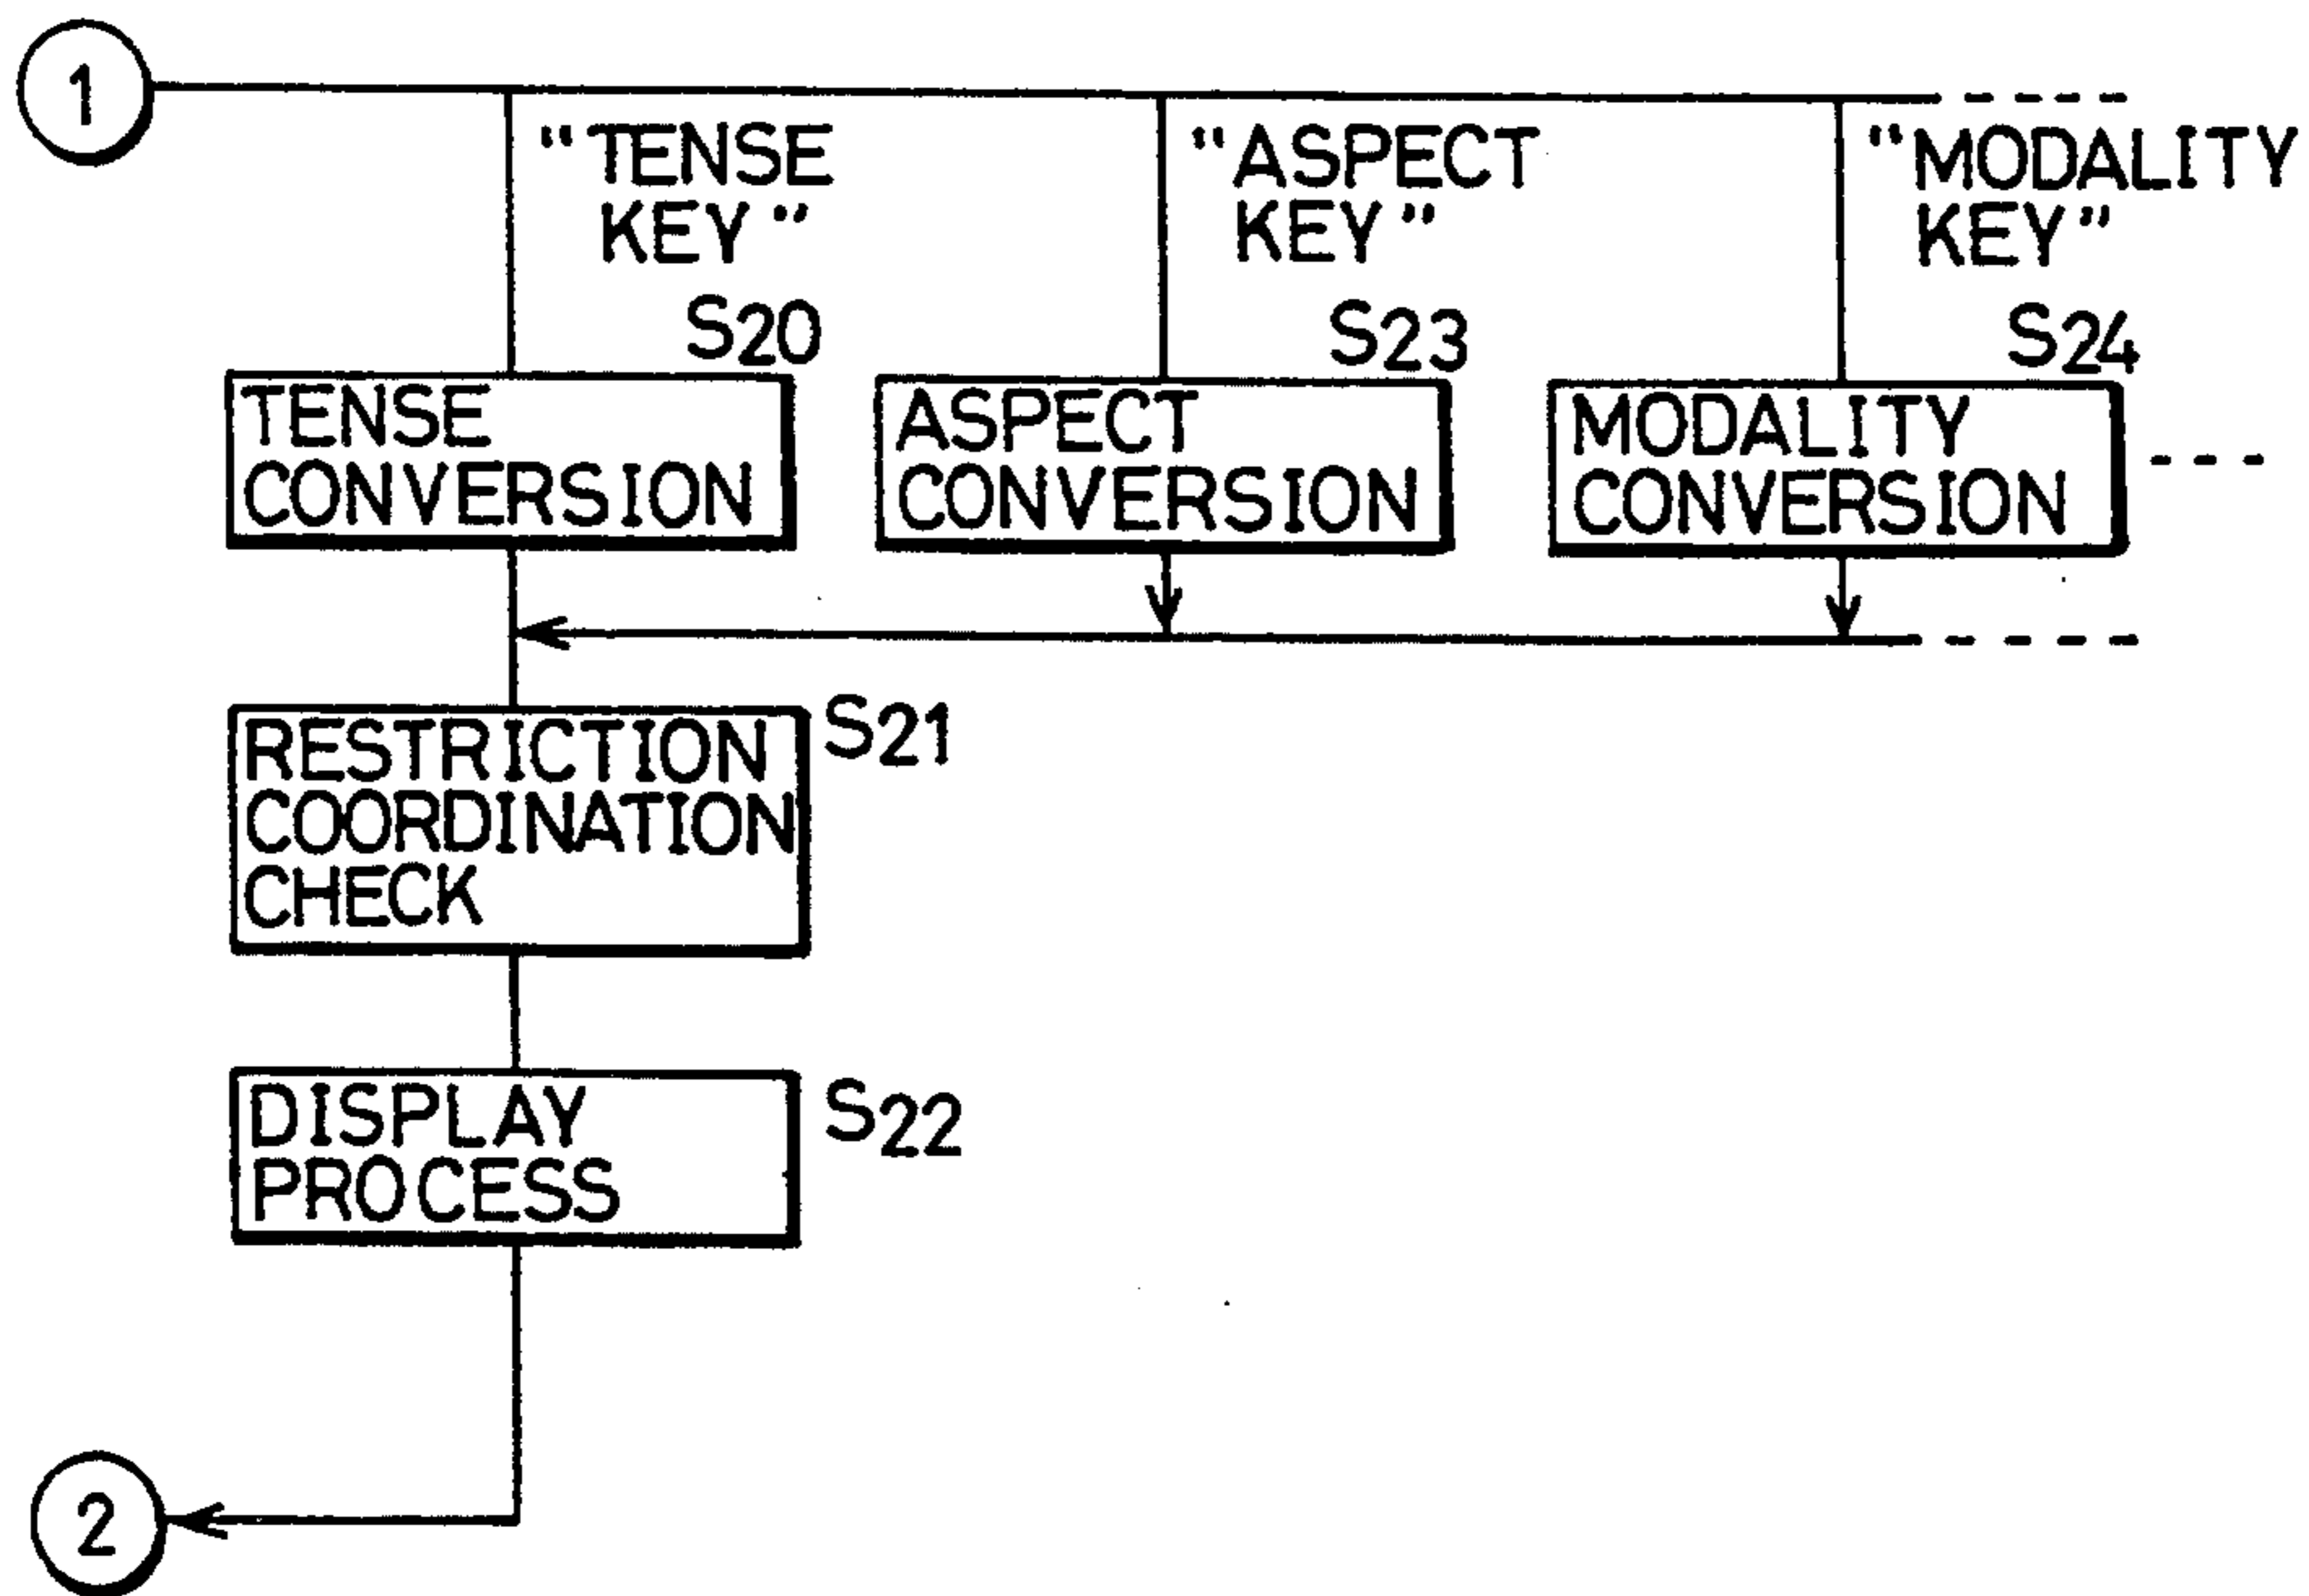 1
"TENSE
KEY"
"ASPECT
KEY"
"MODALITY
KEY"
S20
S23
S24
TENSE
CONVERSION
ASPECT
CONVERSION
MODALITY
CONVERSION
RESTRICTION
COORDINATION
CHECK
S21
DISPLAY
PROCESS
S22
2